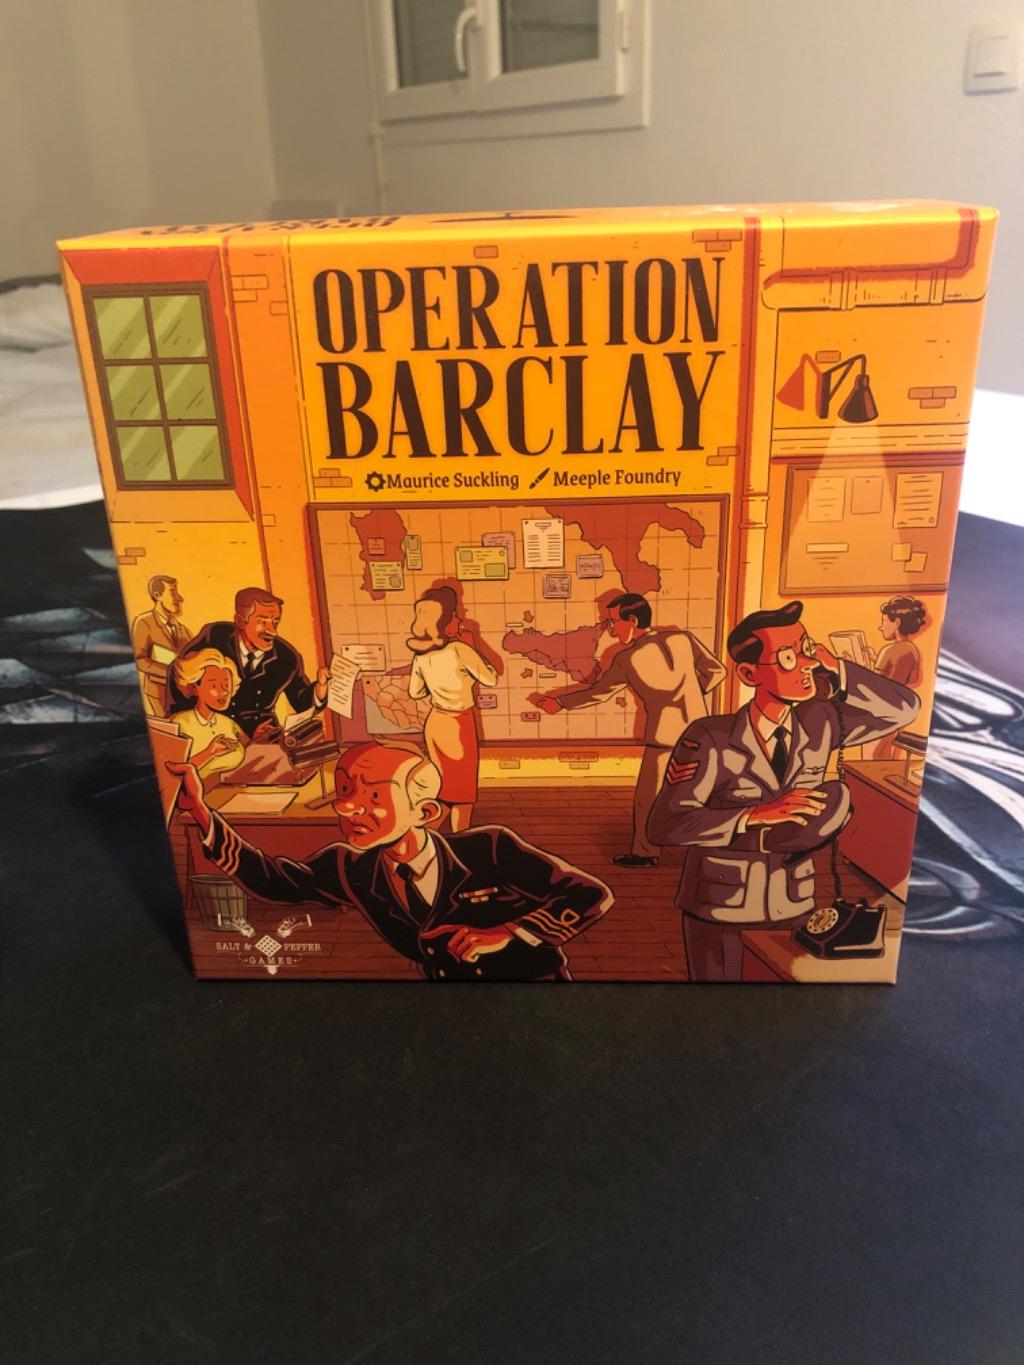 OPERATION
BARCLAY
Maurice Suckling Meeple Foundry
SALT & PEPPER
GAMES